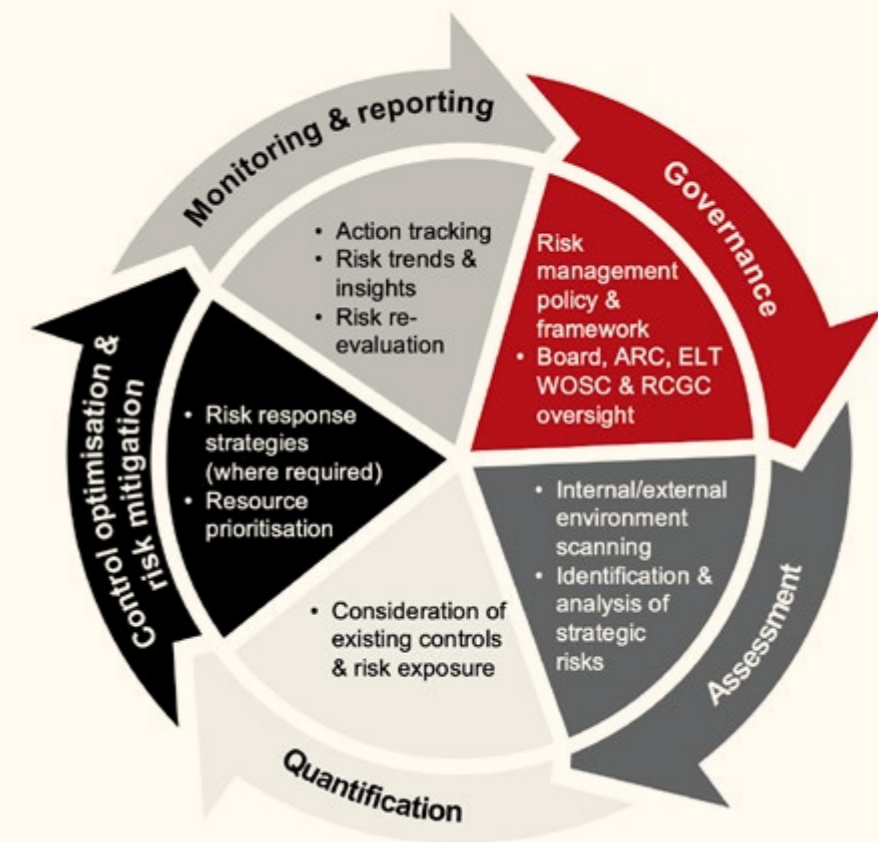 Monitoring & reporting
• Action tracking
• Risk trends &
insights
• Risk re-
evaluation
Governance
Risk
management
policy &
framework
• Board, ARC, ELT
WOSC & RCGC
oversight
Assessment
• Internal/external
environment
scanning
• Identification &
analysis of
strategic
risks
Quantification
• Consideration of
existing controls
& risk exposure
Control optimisation &
risk mitigation
• Risk response
strategies
(where required)
• Resource
prioritisation